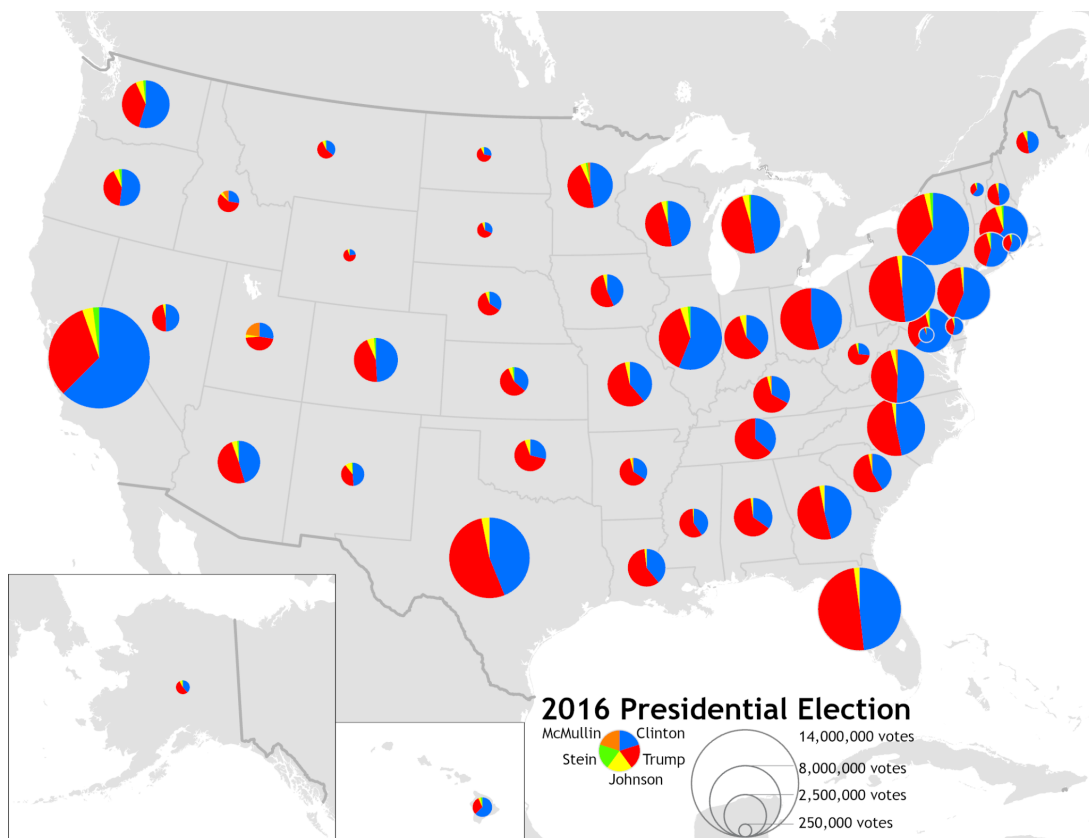 2016 Presidential Election
McMullin
Clinton
Stein
Trump
Johnson
14,000,000 votes
8,000,000 votes
2,500,000 votes
250,000 votes